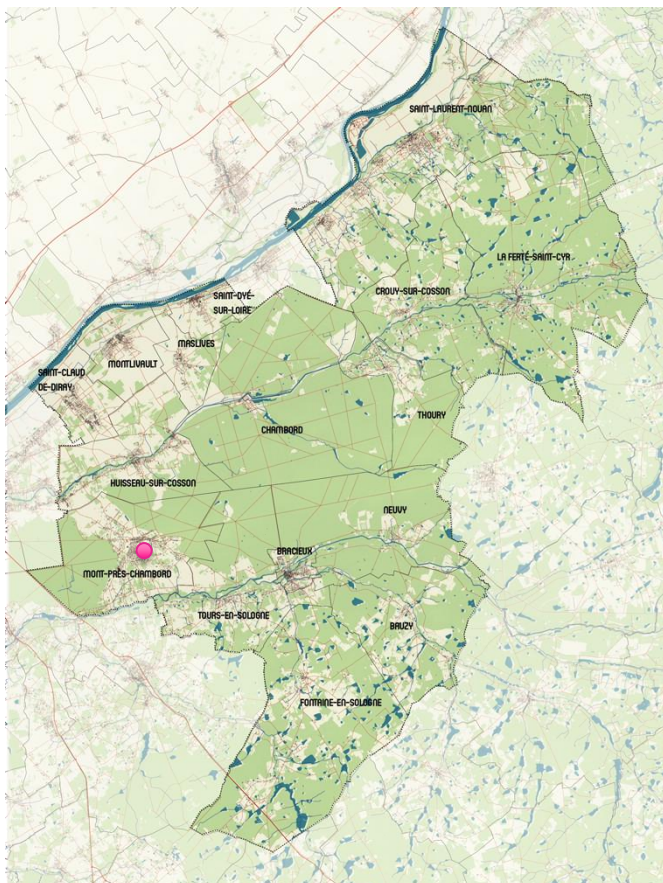 SAINT-LAURENT-NOUAN
LA FERTÉ-SAINT-CYR
CROUY-SUR-COSSON
SAINT-DYÉ-
SUR-LOIRE
MASLIVES
MONTLIVAULT
SAINT-CLAUD
DE-DIRAY
THOURY
CHAMBORD
HUISSEAU-SUR-COSSON
NEUVY
BRACIEUX
MONT-PRÈS-CHAMBORD
TOURS-EN-SOLOGNE
BAUZY
FONTAINE-EN-SOLOGNE